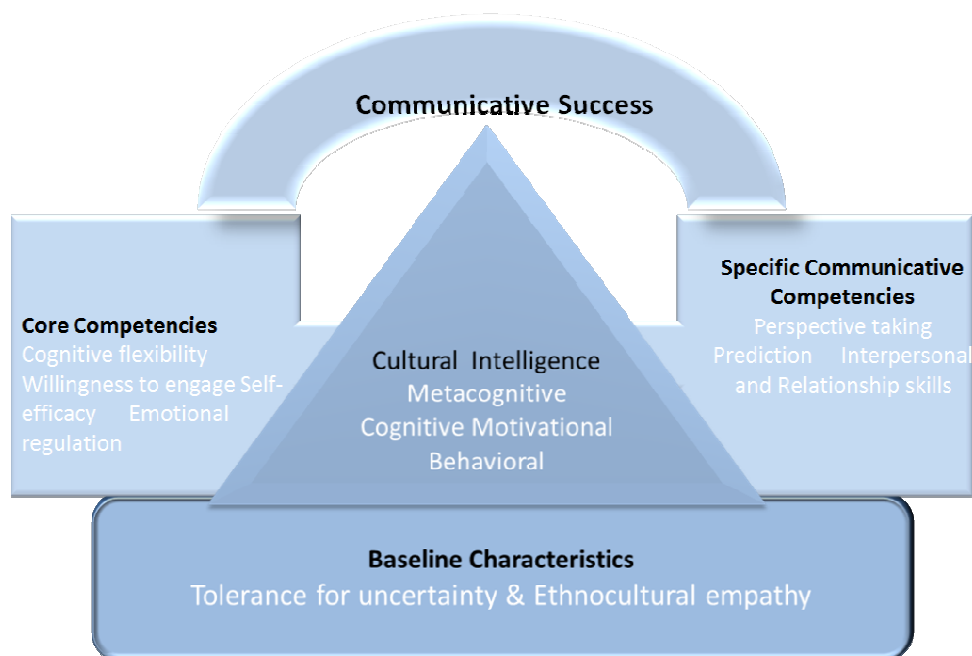 Communicative Success
Core Competencies
Cognitive flexibility
Willingness to engage Self-
efficacy Emotional
regulation
Cultural Intelligence
Metacognitive
Cognitive Motivational
Behavioral
Specific Communicative
Competencies
Perspective taking
Prediction Interpersonal
and Relationship skills
Baseline Characteristics
Tolerance for uncertainty & Ethnocultural empathy